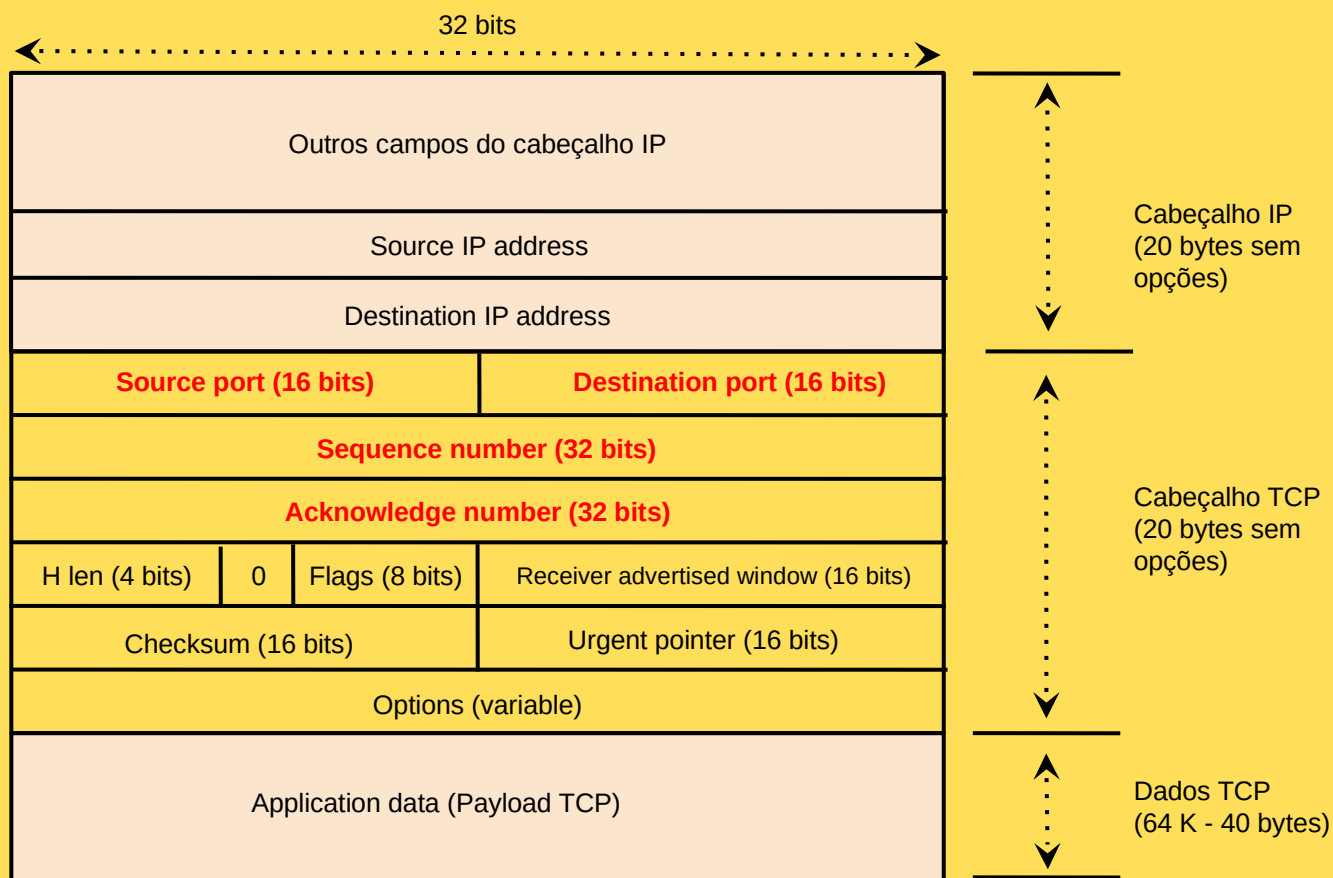 32 bits
Outros campos do cabeçalho IP
Source IP address
Destination IP address
Cabeçalho IP
(20 bytes sem
opções)
Source port (16 bits)
Destination port (16 bits)
Sequence number (32 bits)
Acknowledge number (32 bits)
H len (4 bits)
0
Flags (8 bits)
Receiver advertised window (16 bits)
Checksum (16 bits)
Urgent pointer (16 bits)
Options (variable)
Cabeçalho TCP
(20 bytes sem
opções)
Application data (Payload TCP)
Dados TCP
(64 K - 40 bytes)